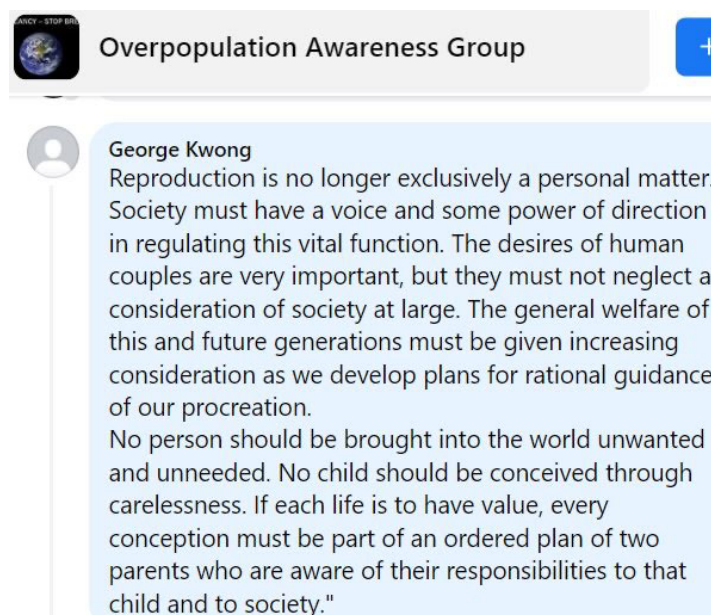 ANCY – STOP BRE
Overpopulation Awareness Group
+
George Kwong
Reproduction is no longer exclusively a personal matter.
Society must have a voice and some power of direction
in regulating this vital function. The desires of human
couples are very important, but they must not neglect a
consideration of society at large. The general welfare of
this and future generations must be given increasing
consideration as we develop plans for rational guidance
of our procreation.
No person should be brought into the world unwanted
and unneeded. No child should be conceived through
carelessness. If each life is to have value, every
conception must be part of an ordered plan of two
parents who are aware of their responsibilities to that
child and to society."